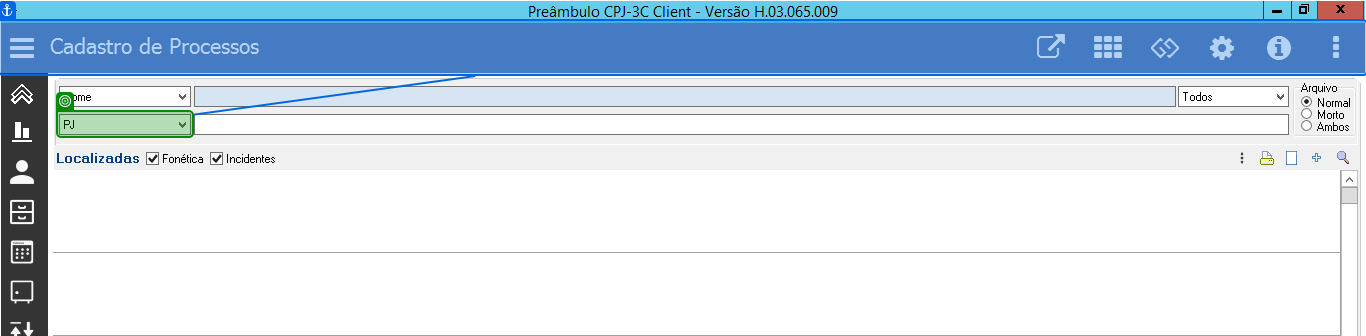 Preâmbulo CPJ-3C Client - Versão H.03.065.009
Cadastro de Processos
ome
Todos
Arquivo
Normal
Morto
Ambos
PJ
Localizadas Fonética Incidentes